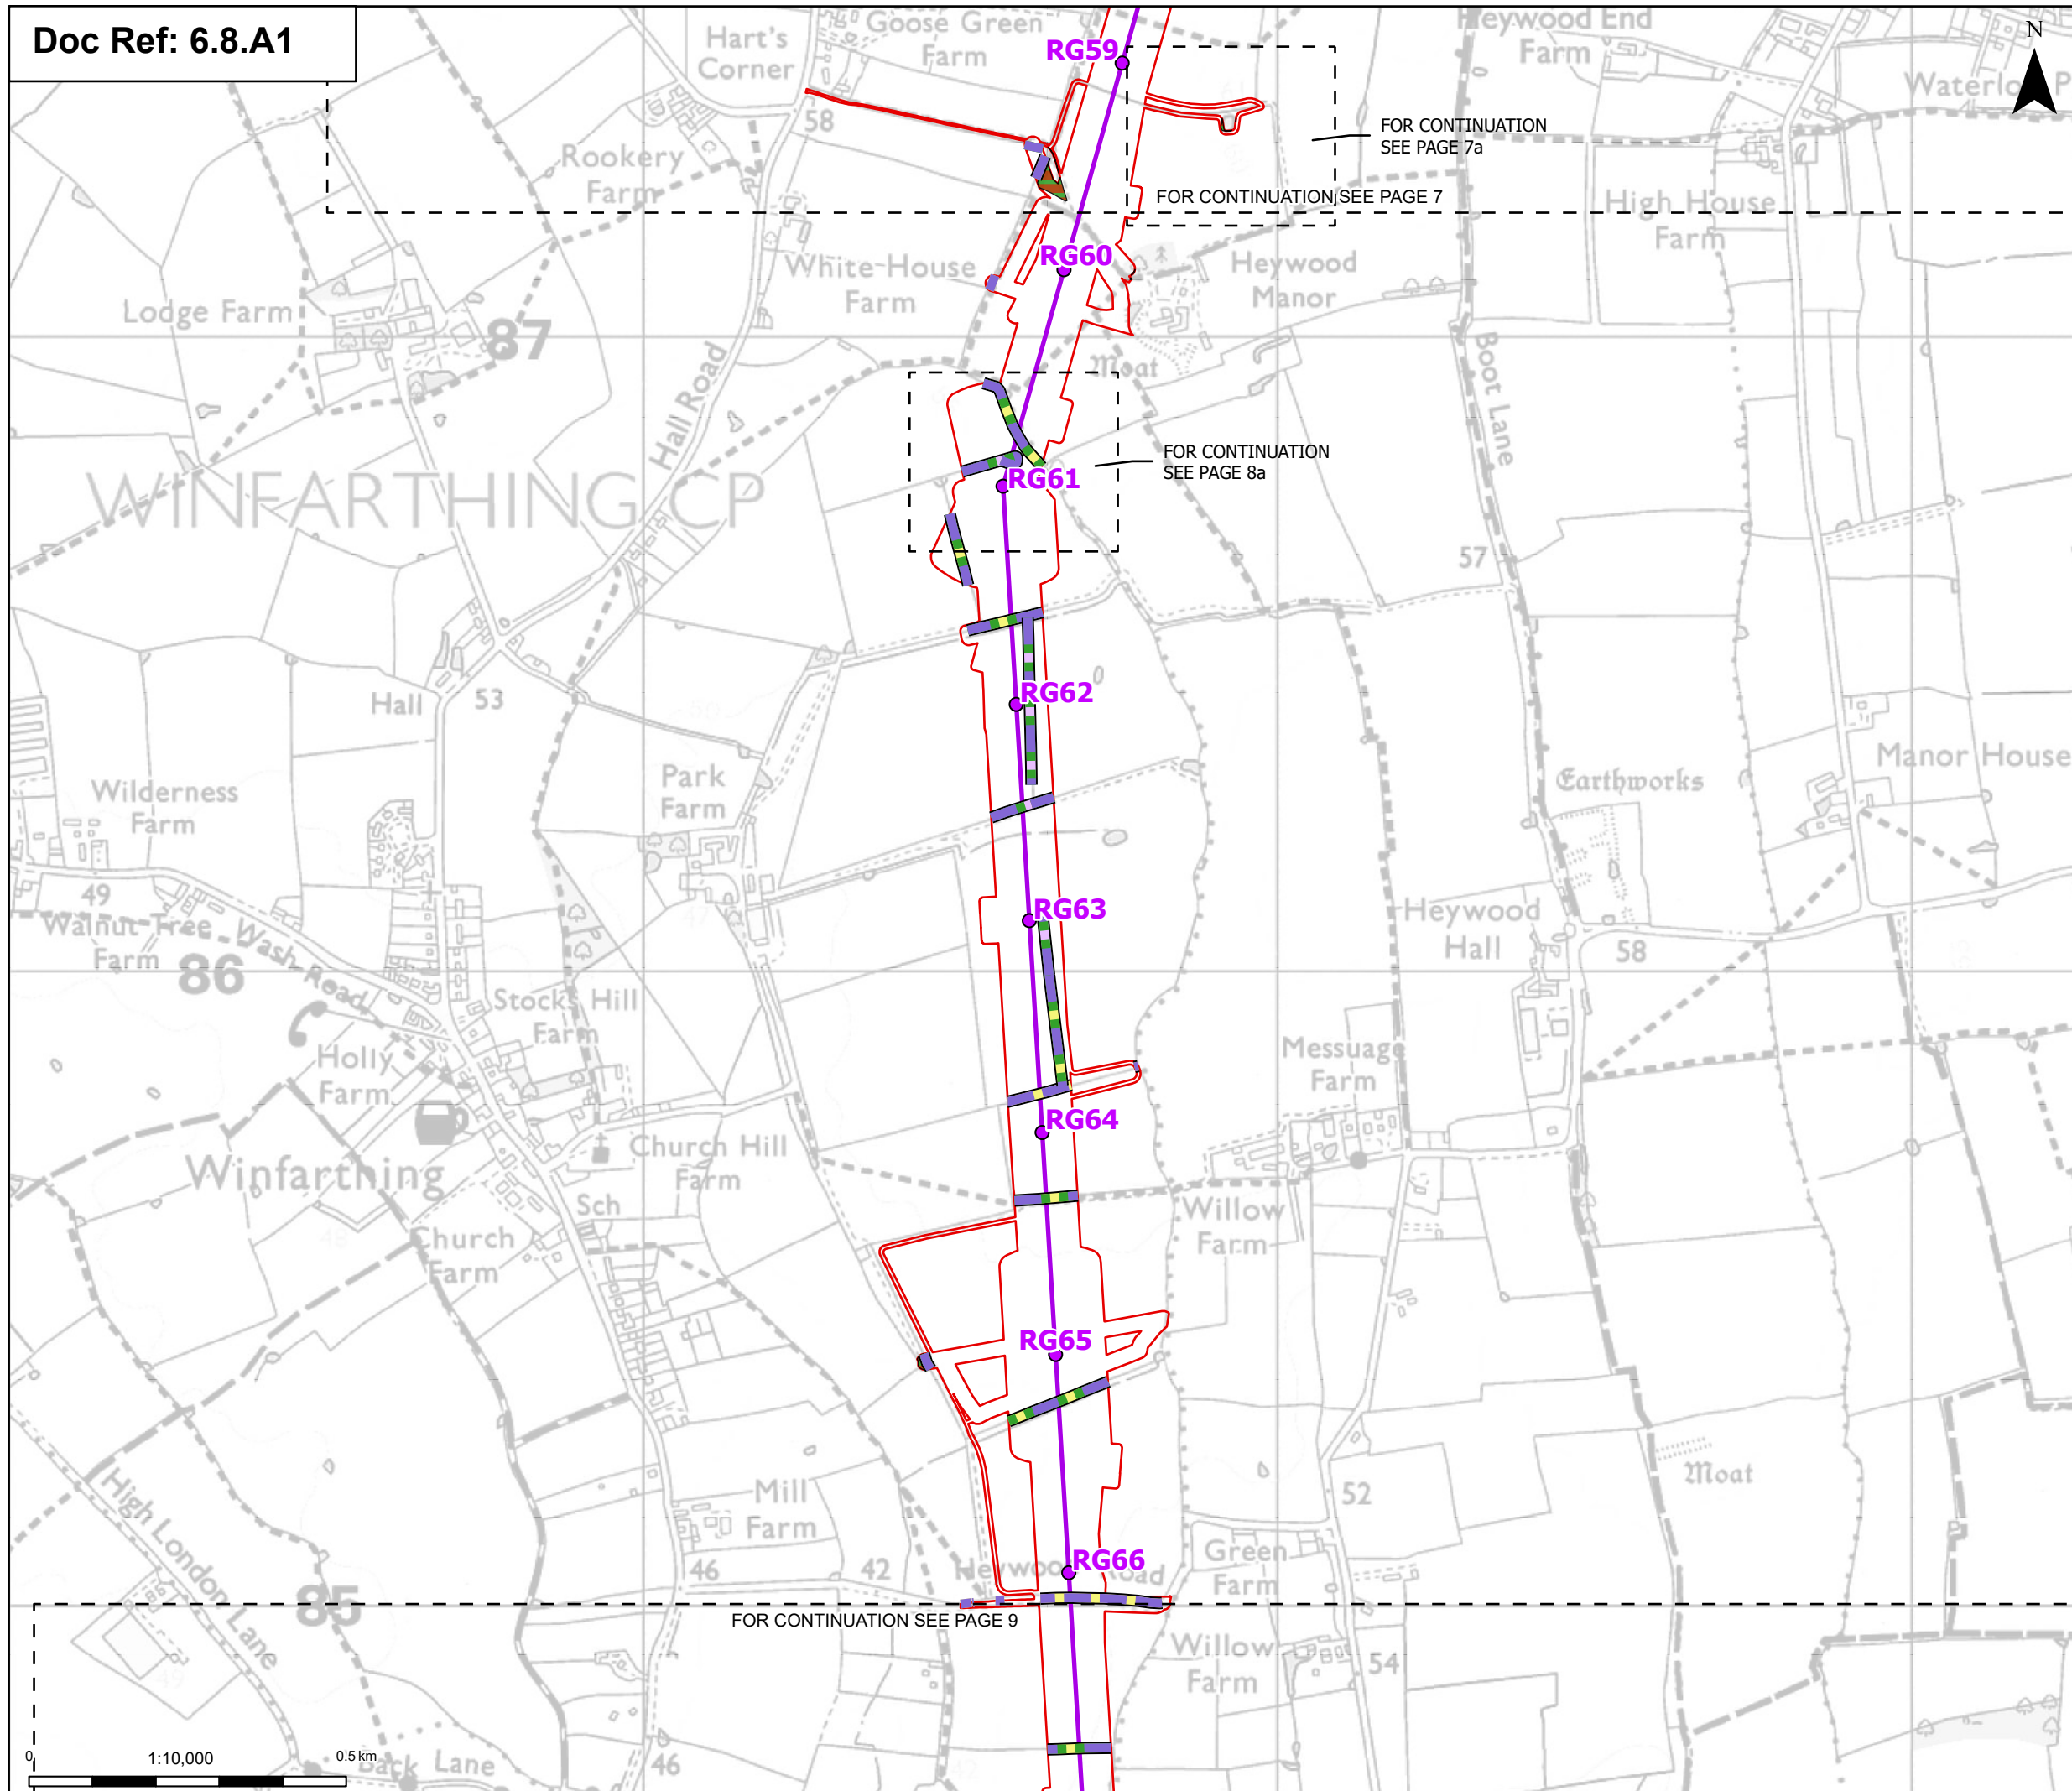 Doc Ref: 6.8.A1
Goose Green
Farm
Hart's
Corner
Heywood End
Farm
N
RG59
58
FOR CONTINUATION
SEE PAGE 7a
Rookery
Farm
FOR CONTINUATION SEE PAGE 7
High House
Farm
RG60
White House
Farm
Heywood
Manor
Lodge Farm
87
Hall Road
Moat
Boot Lane
FOR CONTINUATION
SEE PAGE 8a
RG61
WINFARTHING CP
57
Hall
53
RG62
Park
Farm
Manor House
Earthworks
Wilderness
Farm
49
Walnut Tree
Farm
Wash Road
86
RG63
Heywood
Hall
58
Stocks Hill
Farm
Holly
Farm
Messuage
Farm
RG64
Church Hill
Farm
Winfarthing
Sch
Willow
Farm
Church
Farm
RG65
Moat
High London Lane
Mill
Farm
52
46
42
Heywood Road
RG66
Green
Farm
85
FOR CONTINUATION SEE PAGE 9
Willow
Farm
54
46
Back Lane
0
1:10,000
0.5 km